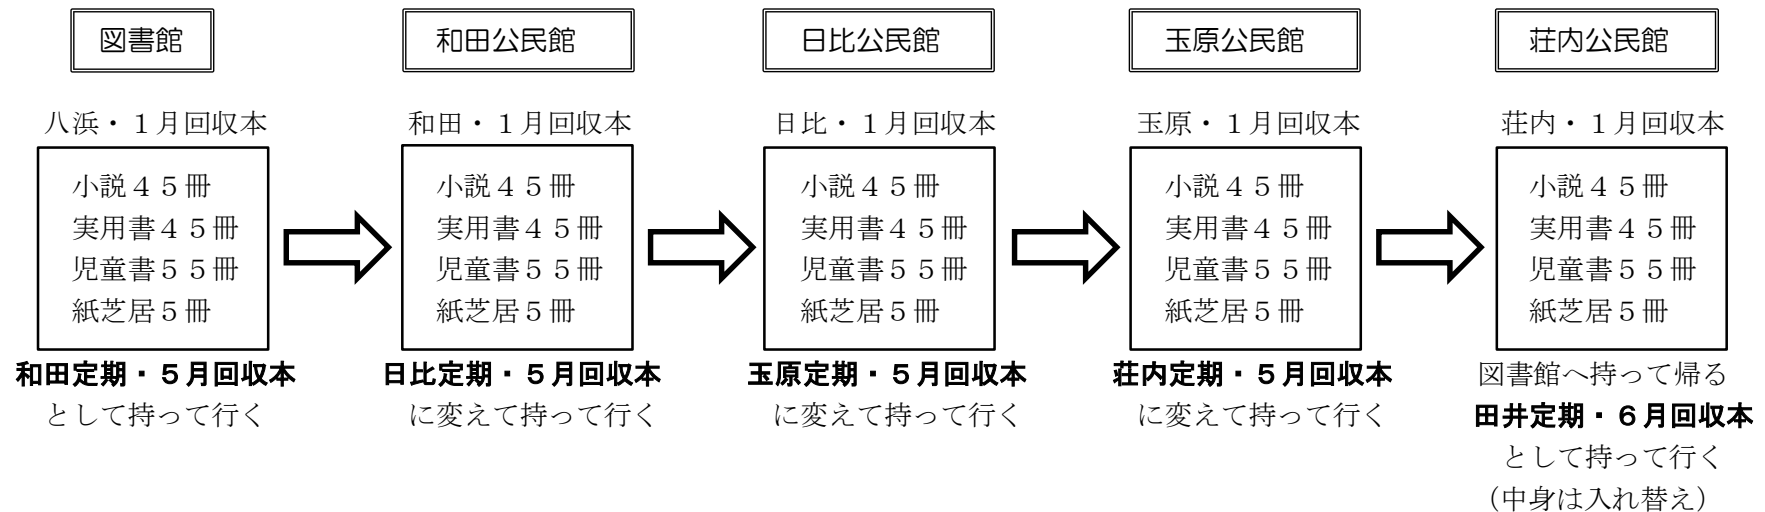 図書館
八浜・１月回収本
小説４５冊
実用書４５冊
児童書５５冊
紙芝居５冊
和田定期・５月回収本
として持って行く
和田公民館
和田・１月回収本
小説４５冊
実用書４５冊
児童書５５冊
紙芝居５冊
日比定期・５月回収本
に変えて持って行く
日比公民館
日比・１月回収本
小説４５冊
実用書４５冊
児童書５５冊
紙芝居５冊
玉原定期・５月回収本
に変えて持って行く
玉原公民館
玉原・１月回収本
小説４５冊
実用書４５冊
児童書５５冊
紙芝居５冊
荘内定期・５月回収本
に変えて持って行く
荘内公民館
荘内・１月回収本
小説４５冊
実用書４５冊
児童書５５冊
紙芝居５冊
図書館へ持って帰る
田井定期・６月回収本
として持って行く
（中身は入れ替え）